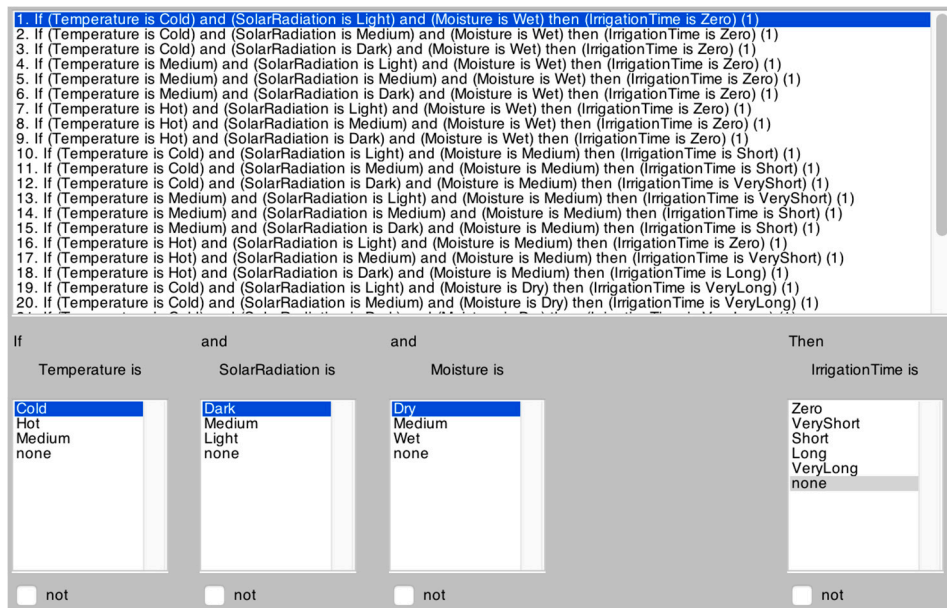 1. If (Temperature is Cold) and (SolarRadiation is Light) and (Moisture is Wet) then (IrrigationTime is Zero) (1)
2. If (Temperature is Cold) and (SolarRadiation is Medium) and (Moisture is Wet) then (IrrigationTime is Zero) (1)
3. If (Temperature is Cold) and (SolarRadiation is Dark) and (Moisture is Wet) then (IrrigationTime is Zero) (1)
4. If (Temperature is Medium) and (SolarRadiation is Light) and (Moisture is Wet) then (IrrigationTime is Zero) (1)
5. If (Temperature is Medium) and (SolarRadiation is Medium) and (Moisture is Wet) then (IrrigationTime is Zero) (1)
6. If (Temperature is Medium) and (SolarRadiation is Dark) and (Moisture is Wet) then (IrrigationTime is Zero) (1)
7. If (Temperature is Hot) and (SolarRadiation is Light) and (Moisture is Wet) then (IrrigationTime is Zero) (1)
8. If (Temperature is Hot) and (SolarRadiation is Medium) and (Moisture is Wet) then (IrrigationTime is Zero) (1)
9. If (Temperature is Hot) and (SolarRadiation is Dark) and (Moisture is Wet) then (IrrigationTime is Zero) (1)
10. If (Temperature is Cold) and (SolarRadiation is Light) and (Moisture is Medium) then (IrrigationTime is Short) (1)
11. If (Temperature is Cold) and (SolarRadiation is Medium) and (Moisture is Medium) then (IrrigationTime is Short) (1)
12. If (Temperature is Cold) and (SolarRadiation is Dark) and (Moisture is Medium) then (IrrigationTime is VeryShort) (1)
13. If (Temperature is Medium) and (SolarRadiation is Light) and (Moisture is Medium) then (IrrigationTime is VeryShort) (1)
14. If (Temperature is Medium) and (SolarRadiation is Medium) and (Moisture is Medium) then (IrrigationTime is Short) (1)
15. If (Temperature is Medium) and (SolarRadiation is Dark) and (Moisture is Medium) then (IrrigationTime is Short) (1)
16. If (Temperature is Hot) and (SolarRadiation is Light) and (Moisture is Medium) then (IrrigationTime is Zero) (1)
17. If (Temperature is Hot) and (SolarRadiation is Medium) and (Moisture is Medium) then (IrrigationTime is VeryShort) (1)
18. If (Temperature is Hot) and (SolarRadiation is Dark) and (Moisture is Medium) then (IrrigationTime is Long) (1)
19. If (Temperature is Cold) and (SolarRadiation is Light) and (Moisture is Dry) then (IrrigationTime is VeryLong) (1)
20. If (Temperature is Cold) and (SolarRadiation is Medium) and (Moisture is Dry) then (IrrigationTime is VeryLong) (1)
If and and Then
Temperature is SolarRadiation is Moisture is IrrigationTime is
Cold
Hot
Medium
none
Dark
Medium
Light
none
Dry
Medium
Wet
none
Zero
VeryShort
Short
Long
VeryLong
none
not not not not